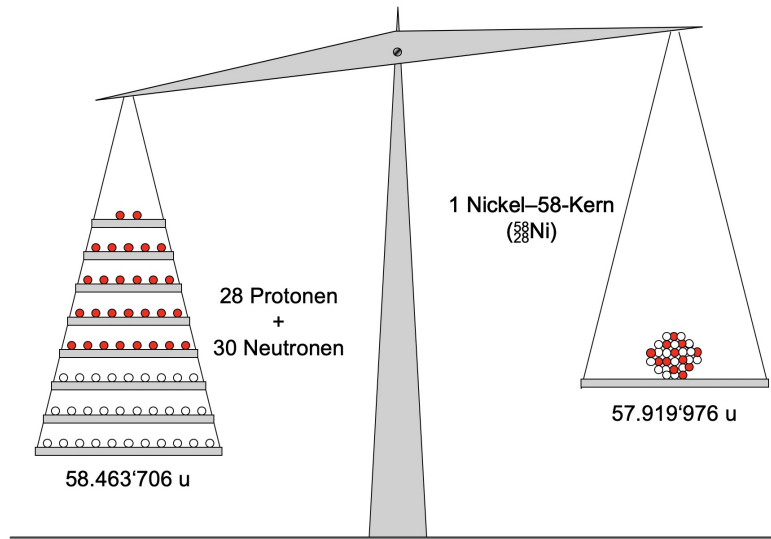 1 Nickel–58-Kern
(⁵⁸₂₈Ni)
28 Protonen
+
30 Neutronen
57.919‘976 u
58.463‘706 u